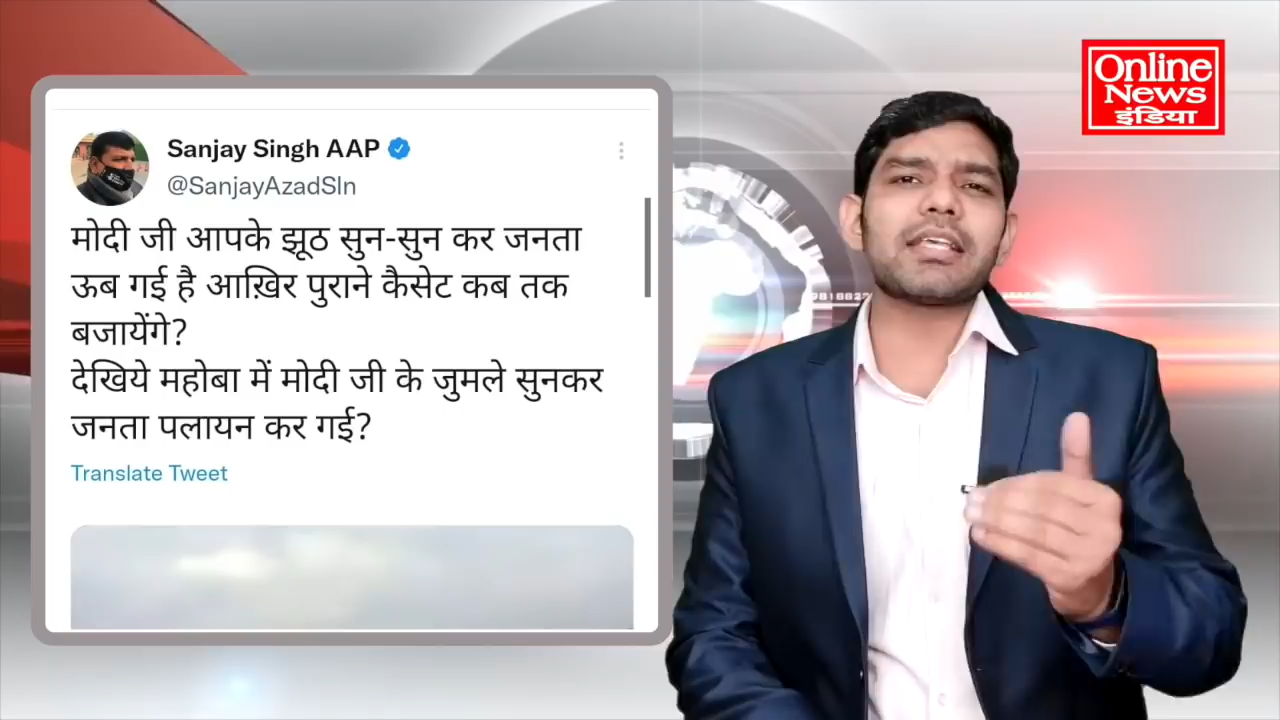 Online
News
इंडिया
Sanjay Singh AAP
@SanjayAzadSln
मोदी जी आपके झूठ सुन-सुन कर जनता
ऊब गई है आख़िर पुराने कैसेट कब तक
बजायेंगे?
देखिये महोबा में मोदी जी के जुमले सुनकर
जनता पलायन कर गई?
Translate Tweet